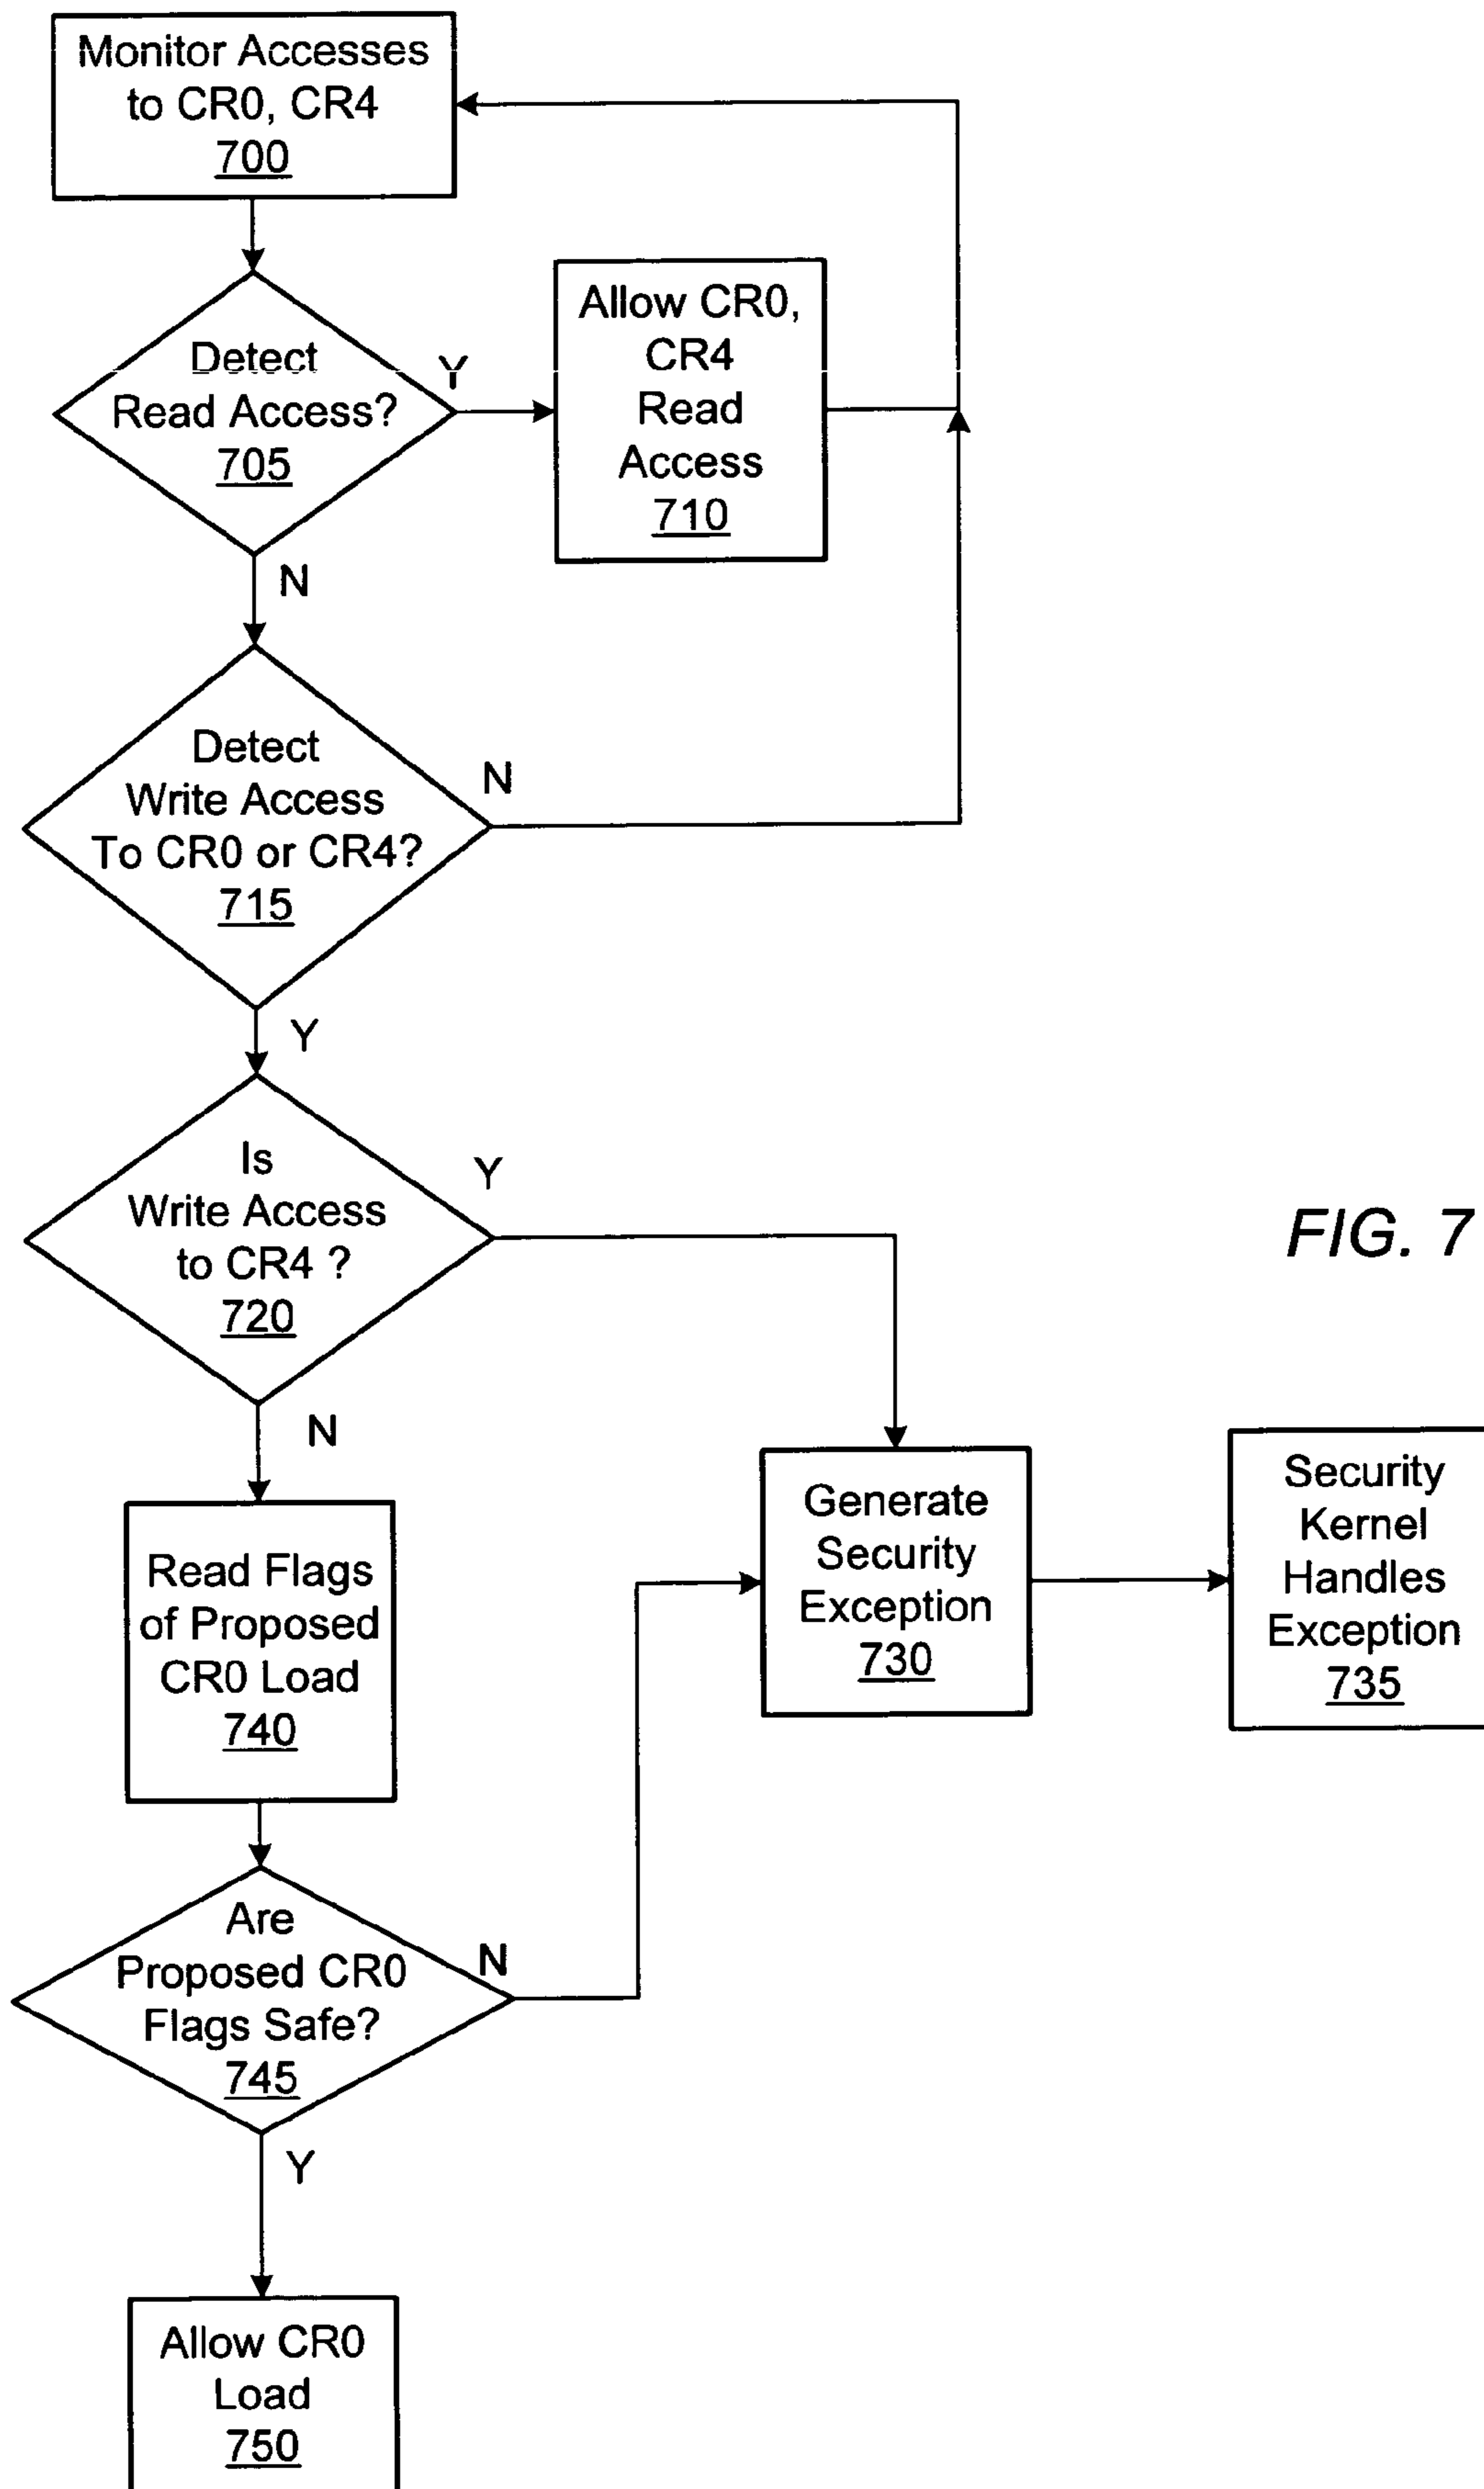 Monitor Accesses
to CR0, CR4
700
Detect
Read Access?
705
Y
N
Allow CR0,
CR4
Read
Access
710
Detect
Write Access
To CR0 or CR4?
715
N
Y
Is
Write Access
to CR4 ?
720
Y
N
FIG. 7
Read Flags
of Proposed
CR0 Load
740
Generate
Security
Exception
730
Security
Kernel
Handles
Exception
735
Are
Proposed CR0
Flags Safe?
745
N
Y
Allow CR0
Load
750